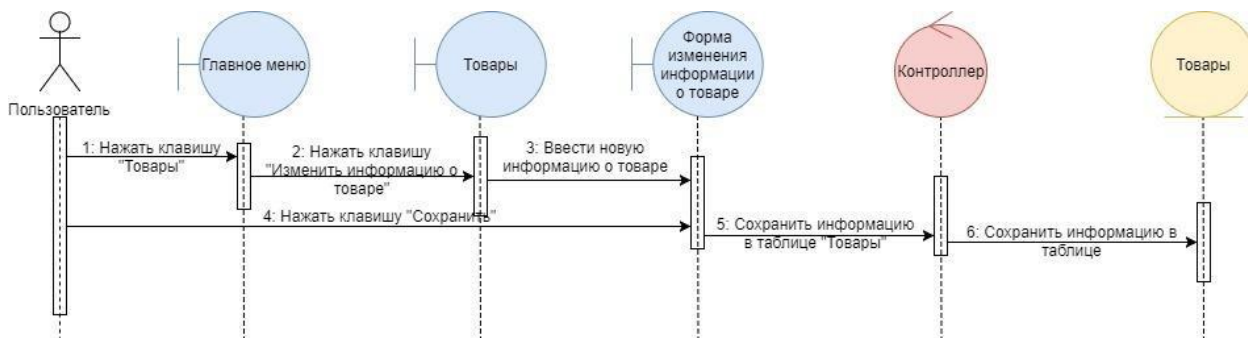 Пользователь
Главное меню
Товары
Форма
изменения
информации
о товаре
Контроллер
Товары
1: Нажать клавишу
"Товары"
2: Нажать клавишу
"Изменить информацию о
товаре"
3: Ввести новую
информацию о товаре
4: Нажать клавишу "Сохранить"
5: Сохранить информацию
в таблице "Товары"
6: Сохранить информацию в
таблице